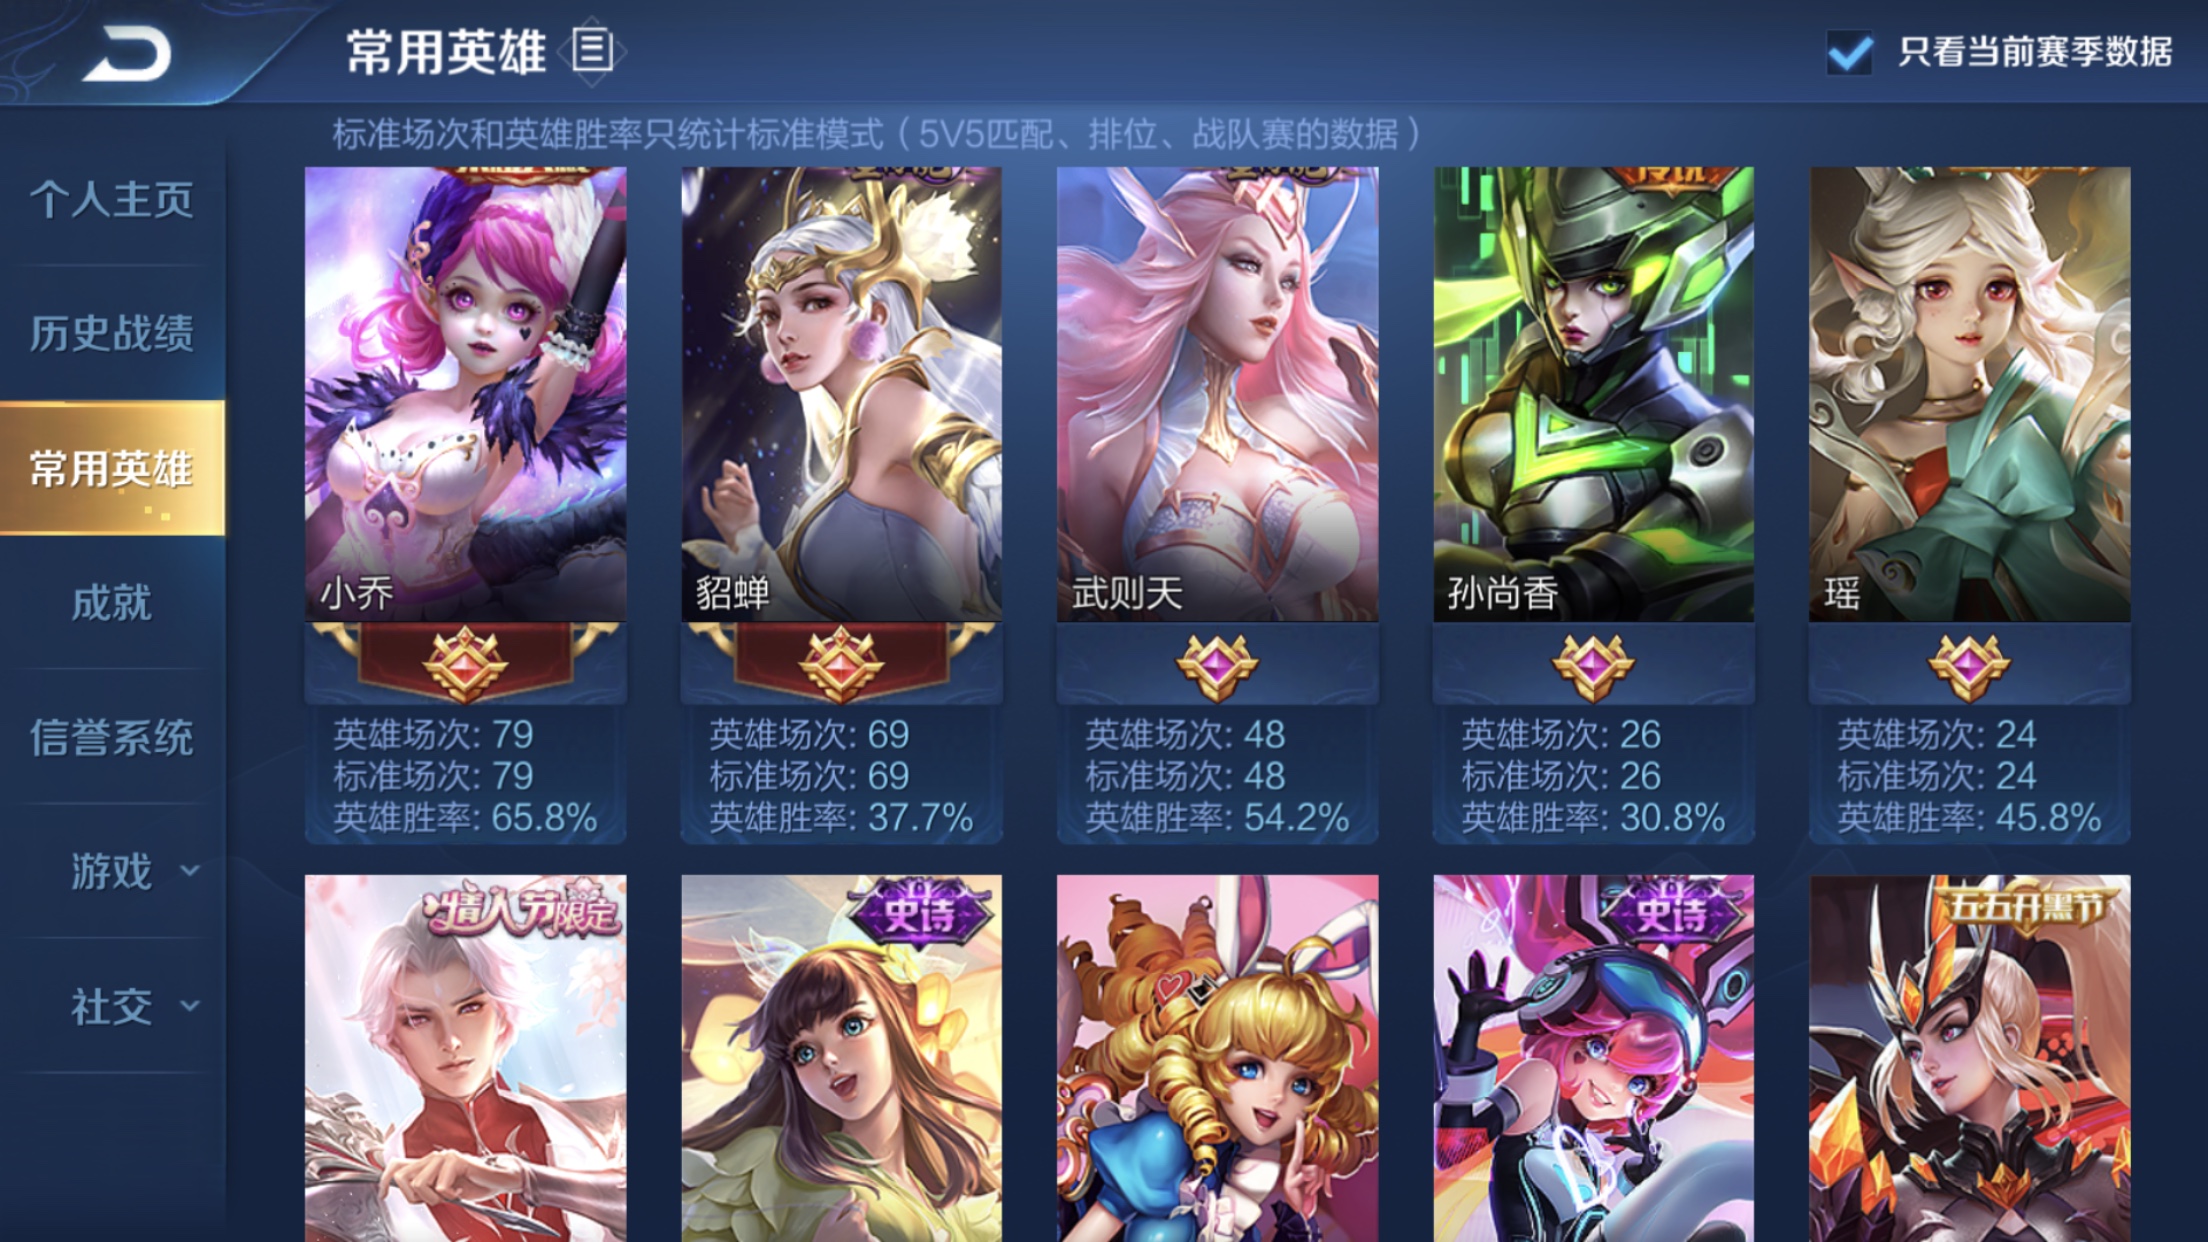 常用英雄
只看当前赛季数据
标准场次和英雄胜率只统计标准模式（5V5匹配、排位、战队赛的数据）
个人主页
历史战绩
常用英雄
成就
信誉系统
游戏
社交
小乔
貂蝉
武则天
孙尚香
瑶
英雄场次: 79
标准场次: 79
英雄胜率: 65.8%
英雄场次: 69
标准场次: 69
英雄胜率: 37.7%
英雄场次: 48
标准场次: 48
英雄胜率: 54.2%
英雄场次: 26
标准场次: 26
英雄胜率: 30.8%
英雄场次: 24
标准场次: 24
英雄胜率: 45.8%
情人节限定
史诗
史诗
五五开黑节